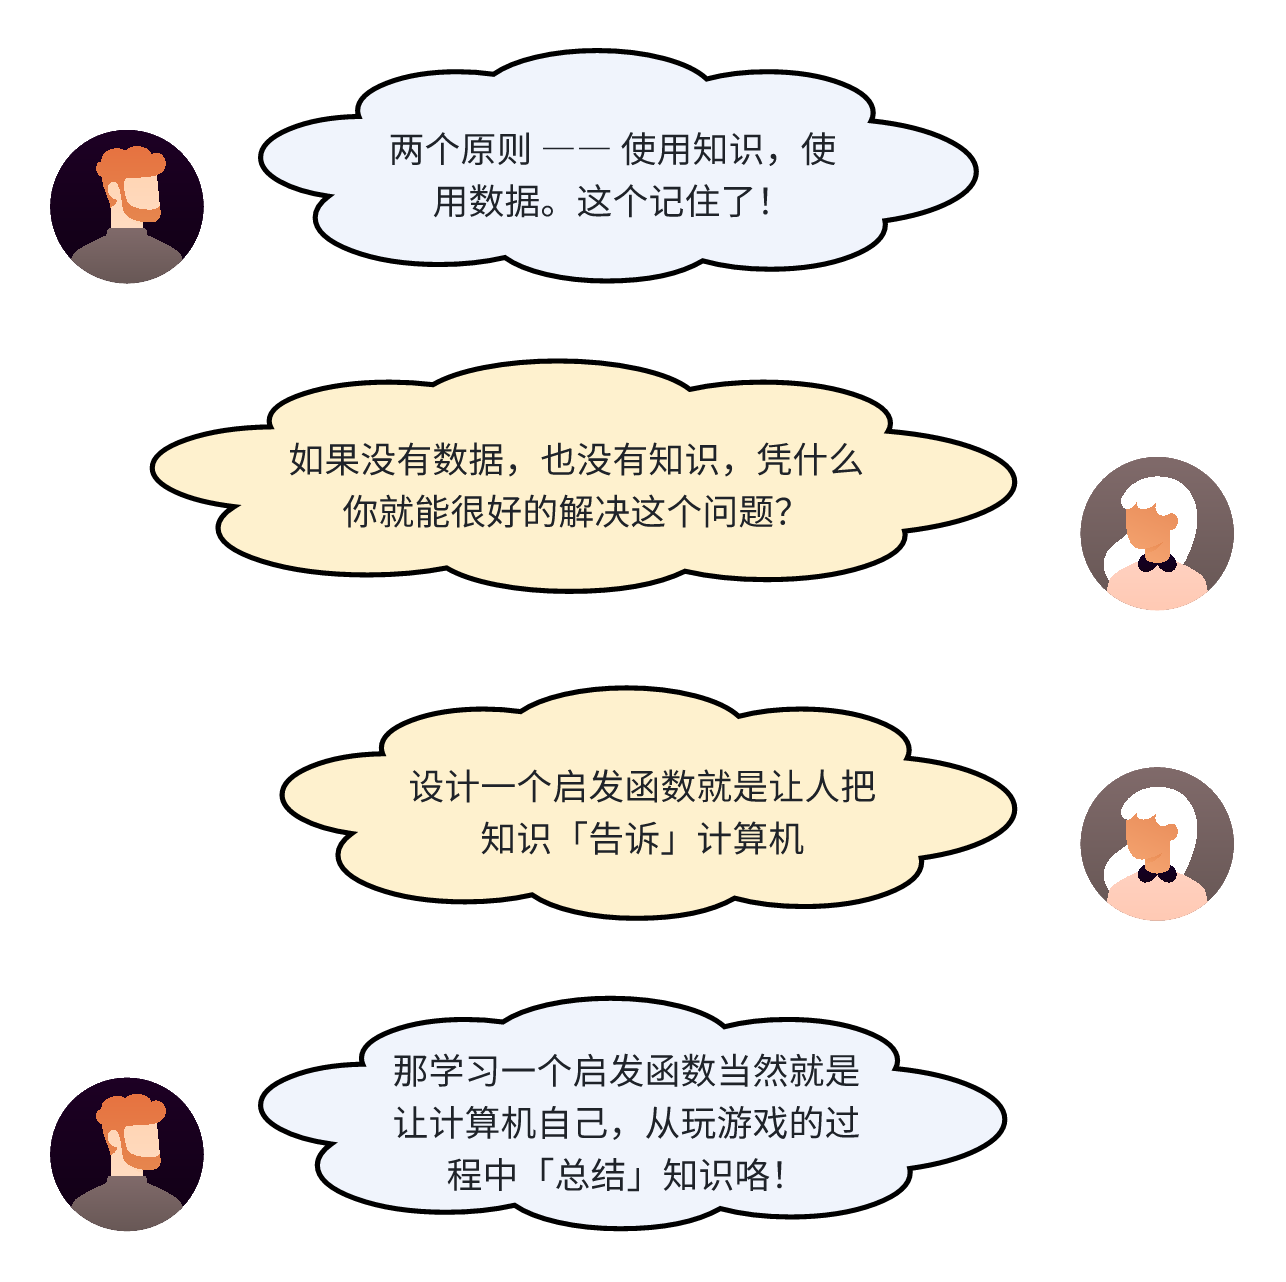 两个原则 —— 使用知识，使
用数据。这个记住了！
如果没有数据，也没有知识，凭什么
你就能很好的解决这个问题？
设计一个启发函数就是让人把
知识「告诉」计算机
那学习一个启发函数当然就是
让计算机自己，从玩游戏的过
程中「总结」知识咯！